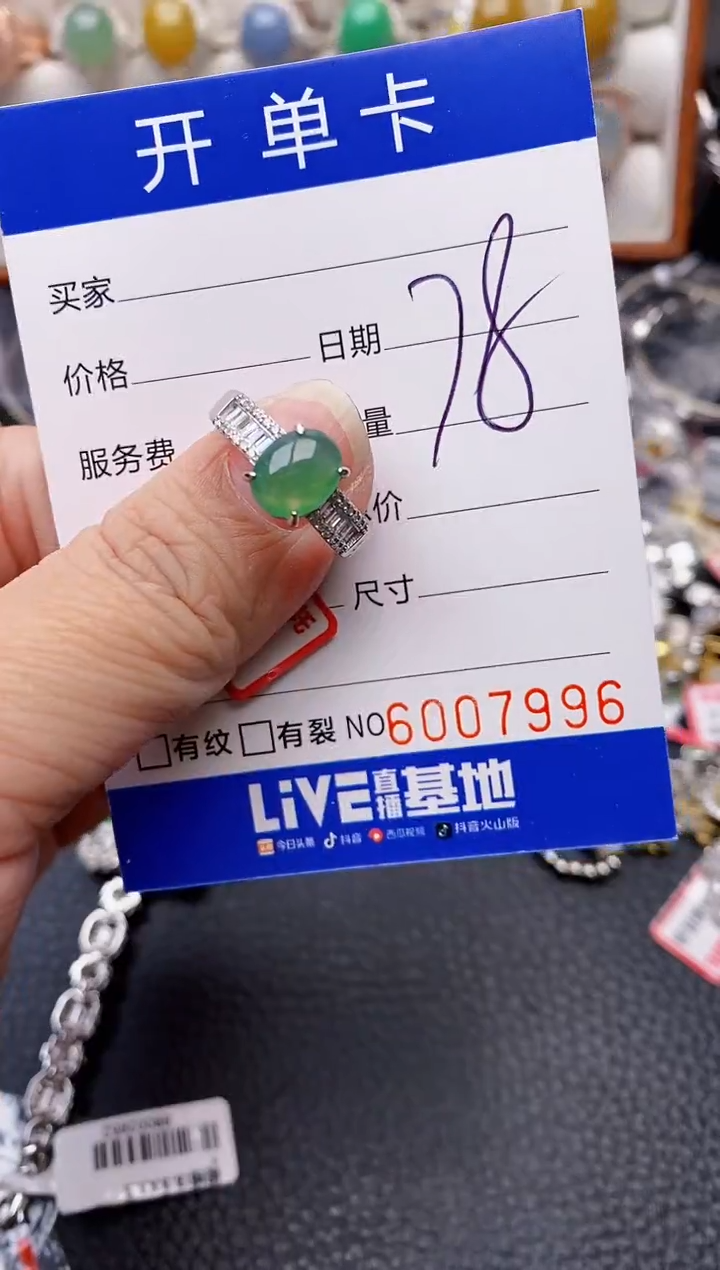 开单卡
买家
78
价格 日期
服务费 量
价
尺寸
有纹 有裂 NO6007996
LiVE直播基地
今日头条 抖音 西瓜视频 抖音火山版